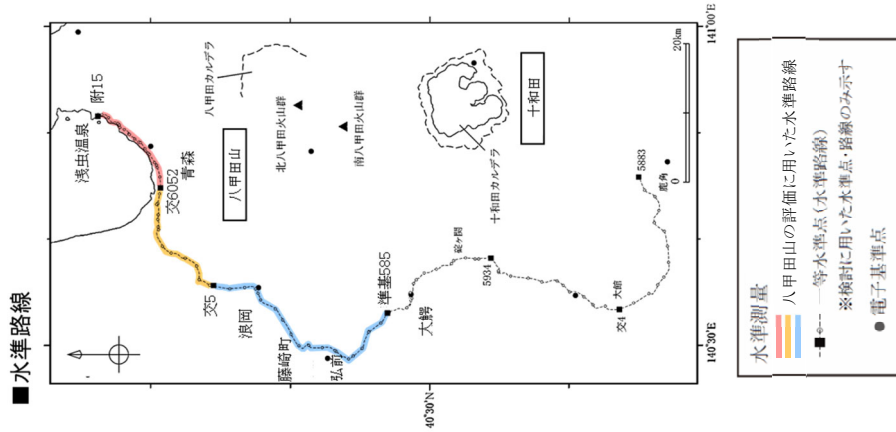 ■水準路線
浅虫温泉
附15
交6052
青森
八甲田カルデラ
八甲田山
北八甲田火山群
南八甲田火山群
交5
浪岡
藤崎町
弘前
準基585
大鰐
碇ヶ関
5934
十和田カルデラ
十和田
5883
鹿角
交4
大館
0
20km
140°30'E
141°00'E
40°30'N
水準測量
八甲田山の評価に用いた水準路線
一等水準点(水準路線)
※検討に用いた水準点・路線のみ示す
電子基準点